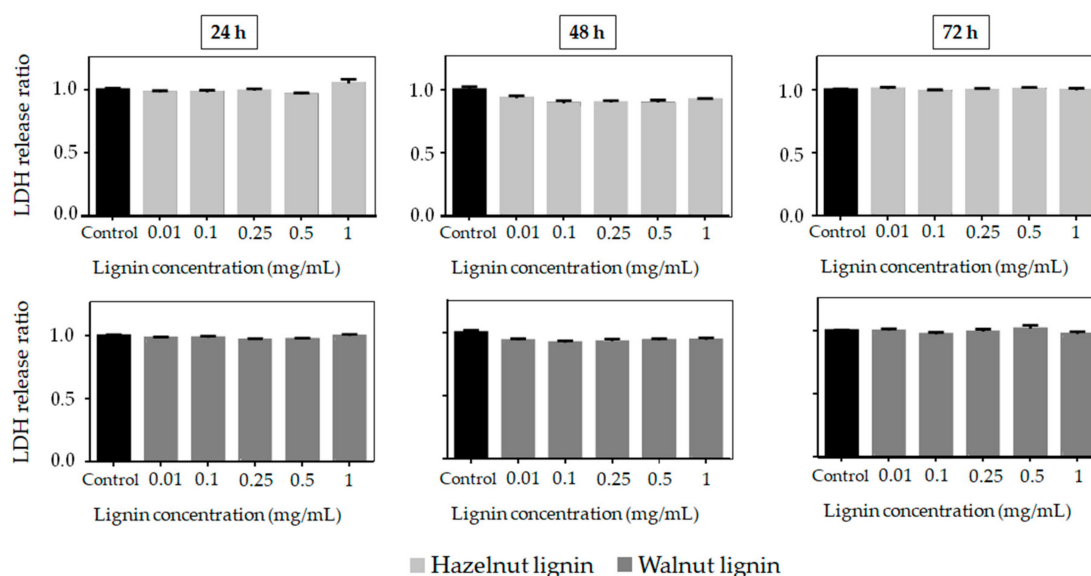 24 h
48 h
72 h
LDH release ratio
1.0
0.5
0.0
Control 0.01 0.1 0.25 0.5 1
Lignin concentration (mg/mL)
1.0
0.5
0.0
Control 0.01 0.1 0.25 0.5 1
Lignin concentration (mg/mL)
1.0
0.5
0.0
Control 0.01 0.1 0.25 0.5 1
Lignin concentration (mg/mL)
LDH release ratio
1.0
0.5
0.0
Control 0.01 0.1 0.25 0.5 1
Lignin concentration (mg/mL)
Control 0.01 0.1 0.25 0.5 1
Lignin concentration (mg/mL)
Control 0.01 0.1 0.25 0.5 1
Lignin concentration (mg/mL)
Hazelnut lignin Walnut lignin